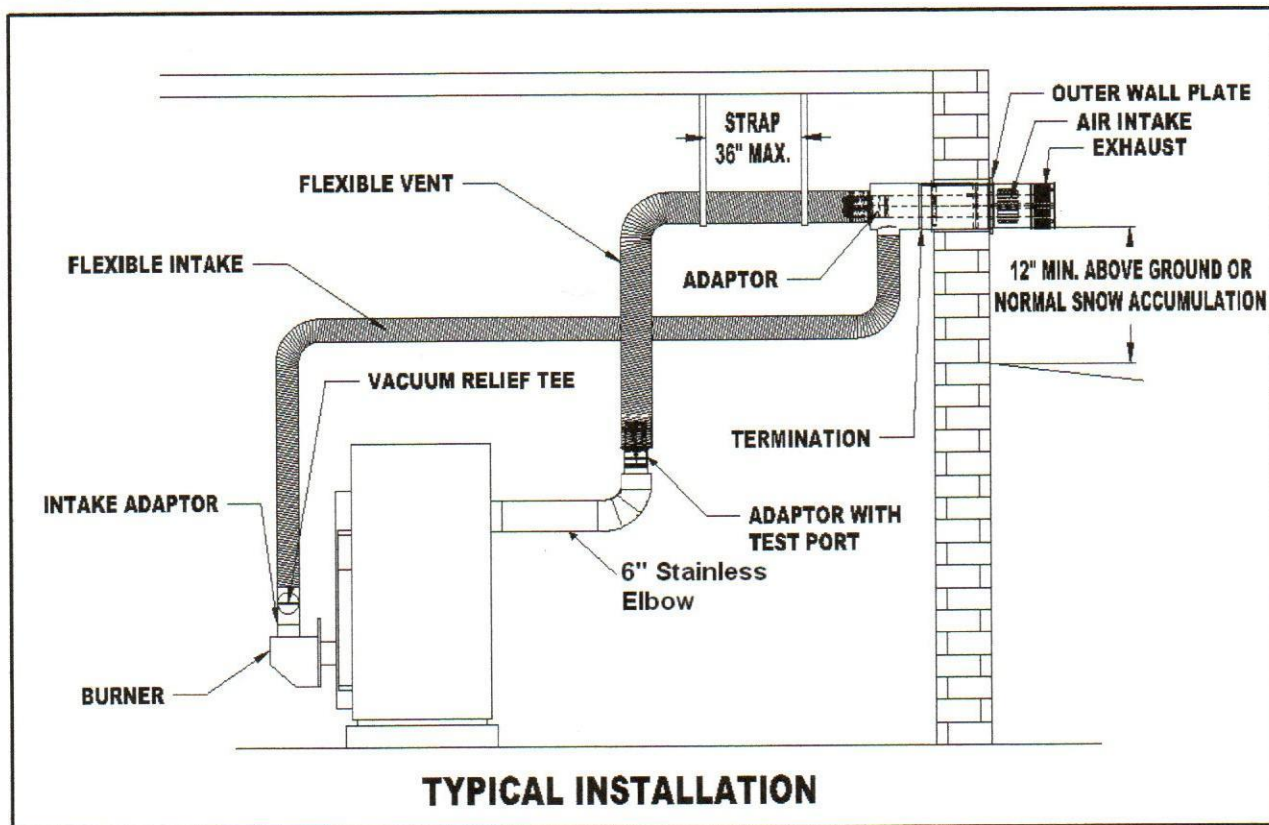 OUTER WALL PLATE
AIR INTAKE
EXHAUST
STRAP
36" MAX.
FLEXIBLE VENT
FLEXIBLE INTAKE
ADAPTOR
12" MIN. ABOVE GROUND OR
NORMAL SNOW ACCUMULATION
VACUUM RELIEF TEE
TERMINATION
INTAKE ADAPTOR
ADAPTOR WITH
TEST PORT
6" Stainless
Elbow
BURNER
TYPICAL INSTALLATION